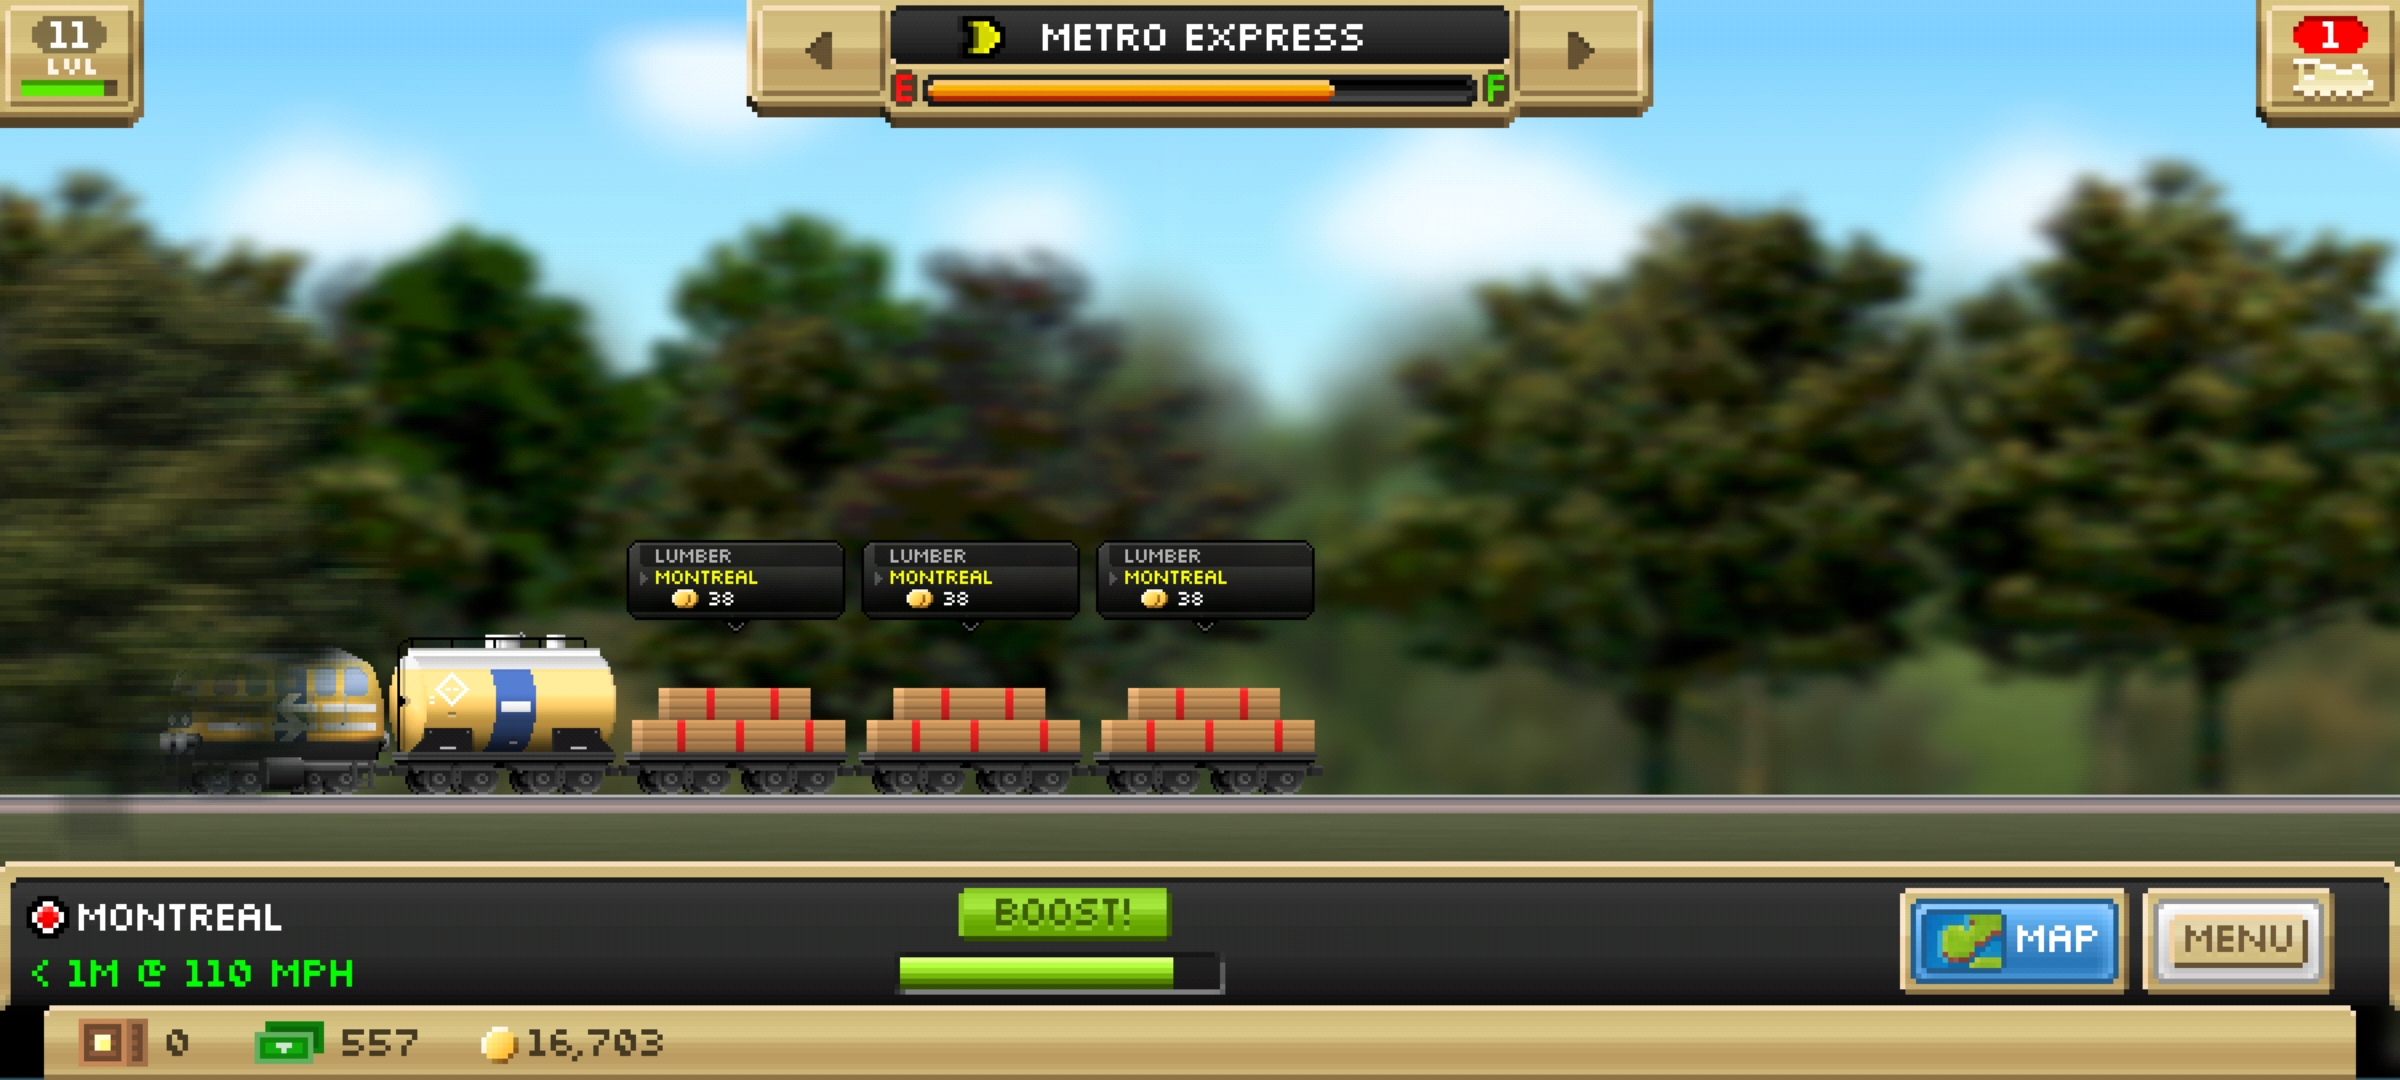 11
LVL
METRO EXPRESS
E F
1
LUMBER
MONTREAL
38
LUMBER
MONTREAL
38
LUMBER
MONTREAL
38
MONTREAL
< 1M @ 110 MPH
BOOST!
MAP
MENU
0
557
16,703